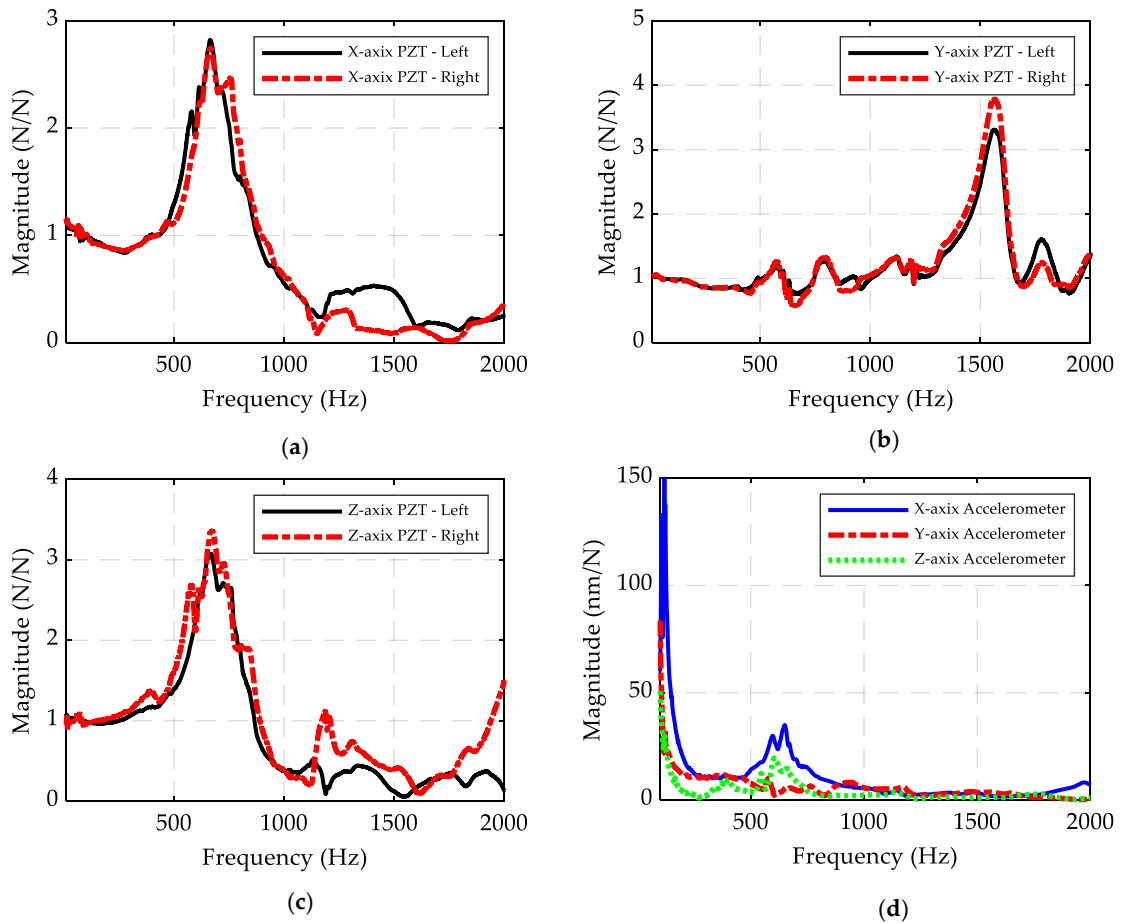 3
2
1
0
Magnitude (N/N)
X-axix PZT - Left
X-axix PZT - Right
500
1000
1500
2000
Frequency (Hz)
(a)
5
4
3
2
1
0
Magnitude (N/N)
Y-axix PZT - Left
Y-axix PZT - Right
500
1000
1500
2000
Frequency (Hz)
(b)
4
3
2
1
0
Magnitude (N/N)
Z-axix PZT - Left
Z-axix PZT - Right
500
1000
1500
2000
Frequency (Hz)
(c)
150
100
50
0
Magnitude (nm/N)
X-axix Accelerometer
Y-axix Accelerometer
Z-axix Accelerometer
500
1000
1500
2000
Frequency (Hz)
(d)